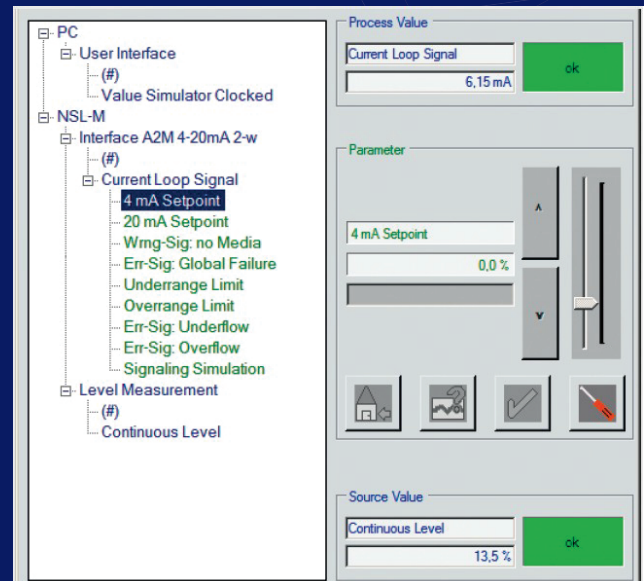 PC
User Interface
(#)
Value Simulator Clocked
NSL-M
Interface A2M 4-20mA 2-w
(#)
Current Loop Signal
4 mA Setpoint
20 mA Setpoint
Wrng-Sig: no Media
Err-Sig: Global Failure
Underrange Limit
Overrange Limit
Err-Sig: Underflow
Err-Sig: Overflow
Signaling Simulation
Level Measurement
(#)
Continuous Level
Process Value
Current Loop Signal
6,15 mA
ok
Parameter
4 mA Setpoint
0,0 %
Source Value
Continuous Level
13,5 %
ok